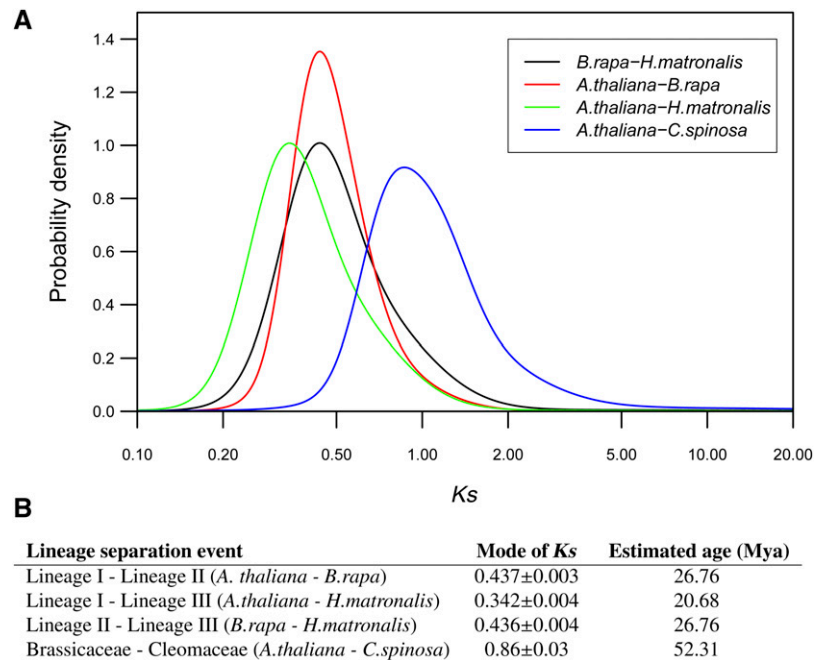 A
1.4
1.2
1.0
0.8
0.6
0.4
0.2
0.0
Probability density
B.rapa−H.matronalis
A.thaliana−B.rapa
A.thaliana−H.matronalis
A.thaliana−C.spinosa
0.10 0.20 0.50 1.00 2.00 5.00 10.00 20.00
Ks
B
Lineage separation event Mode of Ks Estimated age (Mya)
Lineage I - Lineage II (A. thaliana - B.rapa) 0.437±0.003 26.76
Lineage I - Lineage III (A.thaliana - H.matronalis) 0.342±0.004 20.68
Lineage II - Lineage III (B.rapa - H.matronalis) 0.436±0.004 26.76
Brassicaceae - Cleomaceae (A.thaliana - C.spinosa) 0.86±0.03 52.31